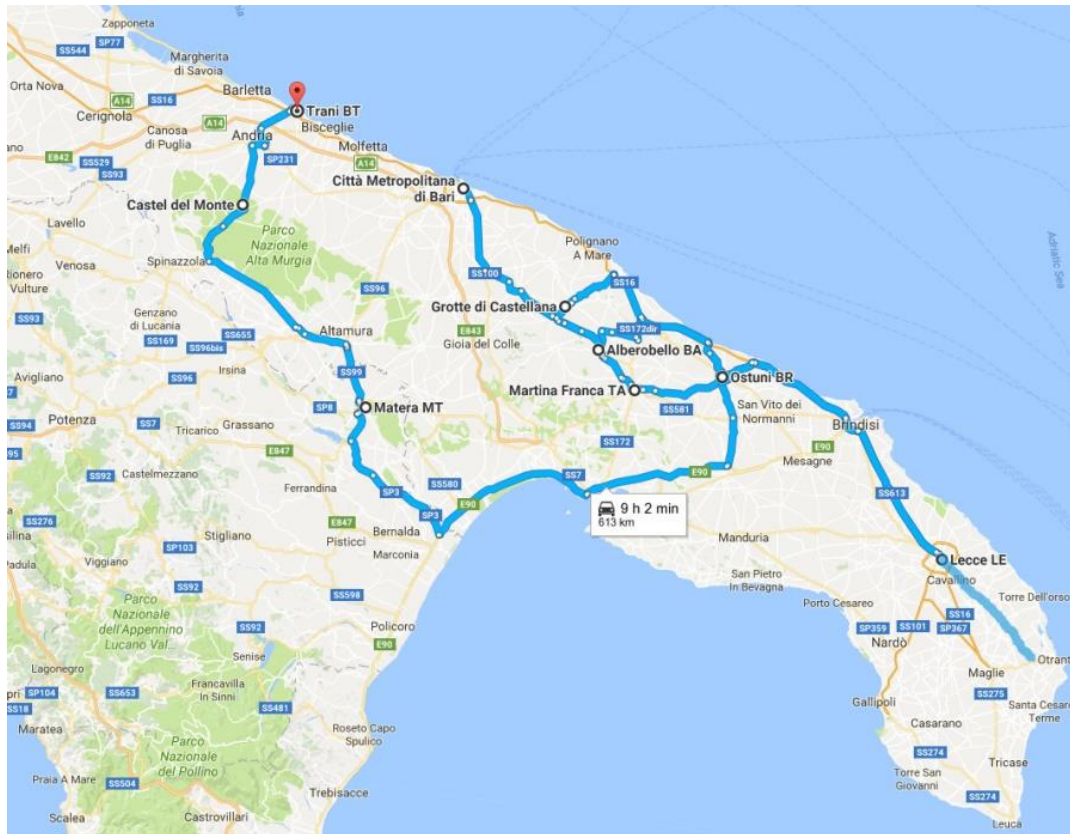 Zapponeta
SP77
SS544
Margherita
di Savoia
Orta Nova
A14
SS16
Barletta
Trani BT
Cerignola
A14
Bisceglie
Canosa
di Puglia
Andria
Molfetta
E842
SS529
SS93
SP231
A14
Città Metropolitana
di Bari
Castel del Monte
Lavello
Parco
Nazionale
Alta Murgia
Polignano
A Mare
Adriatic Sea
Melfi
Venosa
Spinazzola
SS100
SS16
SS96
Grotte di Castellana
Genzano
di Lucania
SS93
SS655
Altamura
E843
Gioia del Colle
SS172dir
SS169
SS96bis
Alberobello BA
Irsina
SS99
Avigliano
SS96
Martina Franca TA
Ostuni BR
SP8
Matera MT
SS581
San Vito dei
Normanni
Potenza
SS7
Tricarico
Grassano
Brindisi
SS94
E847
SS172
E90
Mesagne
SS92
Castelmezzano
SS7
E90
Ferrandina
SP3
SS580
E90
9 h 2 min
613 km
SS613
SS276
E847
SP3
Bernalda
Stigliano
Pisticci
Manduria
SP103
Marconia
Lecce LE
Viggiano
SS92
San Pietro
In Bevagna
Cavallino
Torre Dell'orso
SS598
Porto Cesareo
SS16
Parco
Nazionale
dell'Appennino
Lucano Val...
SS92
Policoro
SP359
SS101
SP367
Nardò
E90
Otranto
Senise
Maglie
Lagonegro
Francavilla
In Sinni
SS275
SP104
SS653
SS481
Gallipoli
Santa Cesarea
Terme
SS18
Maratea
Roseto Capo
Spulico
Casarano
Parco
Nazionale
del Pollino
SS274
Tricase
Praia A Mare
SS504
Torre San
Giovanni
Trebisacce
SS274
Scalea
Castrovillari
Leuca